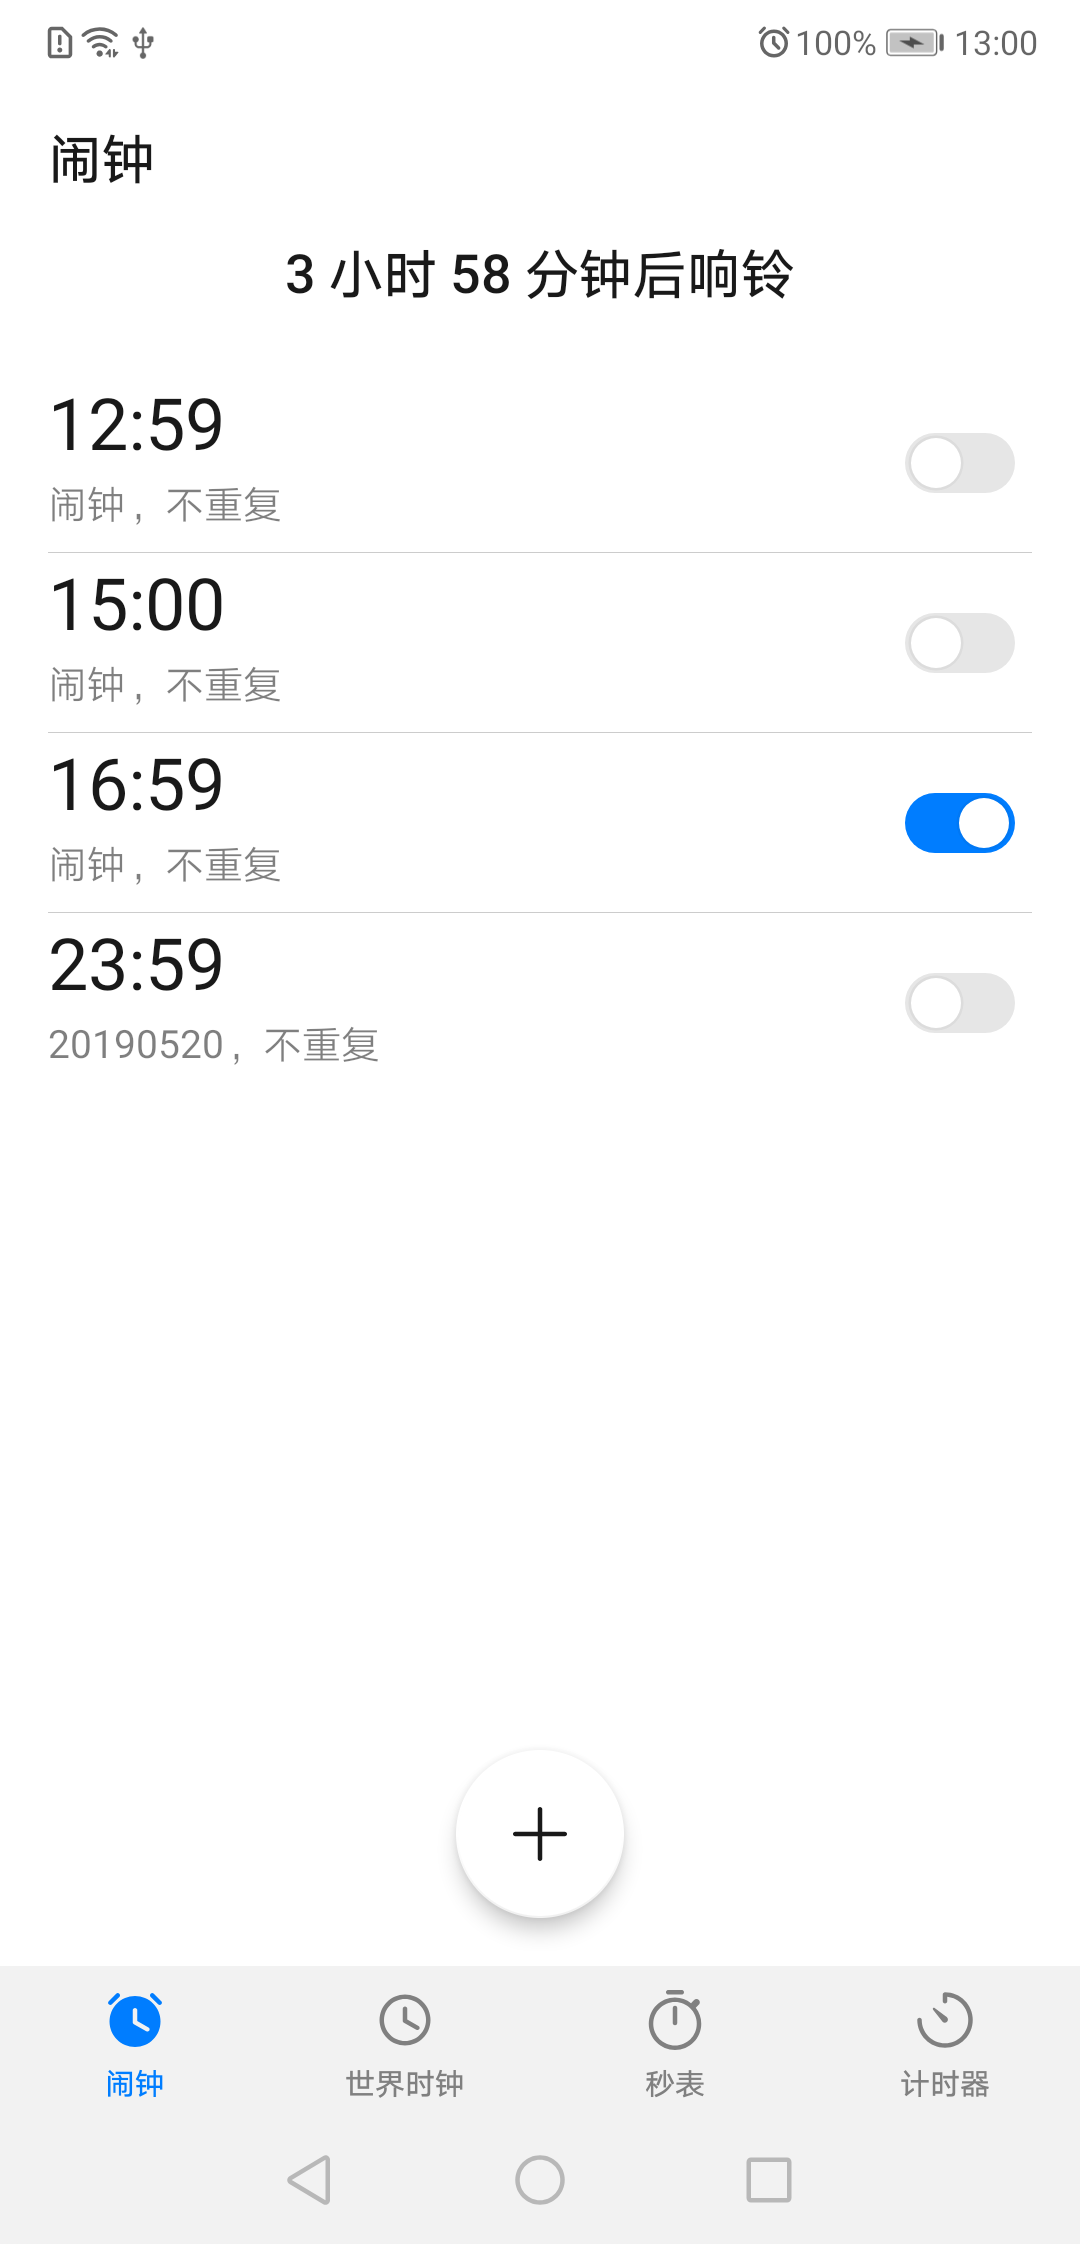 100% 13:00
闹钟
3 小时 58 分钟后响铃
12:59
闹钟，不重复
15:00
闹钟，不重复
16:59
闹钟，不重复
23:59
20190520，不重复
闹钟 世界时钟 秒表 计时器